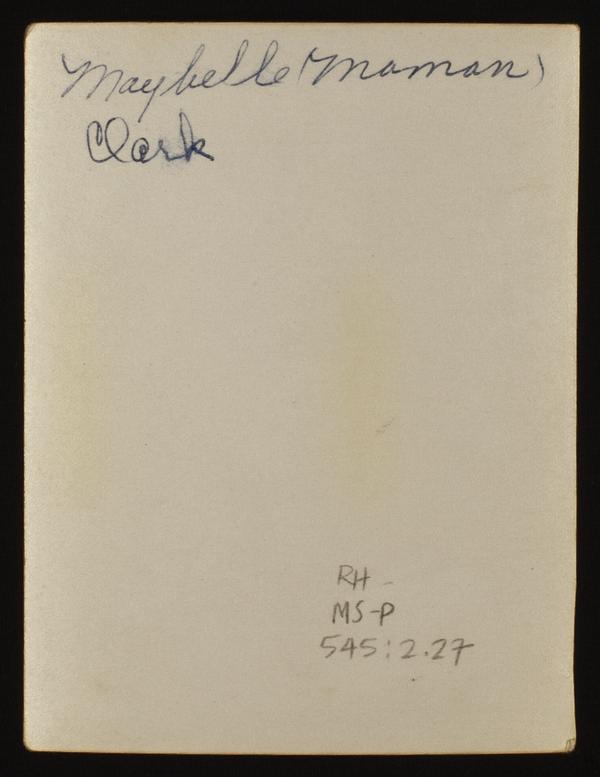 Maybelle (Maman)
Clark
RH -
MS-P
545:2.27